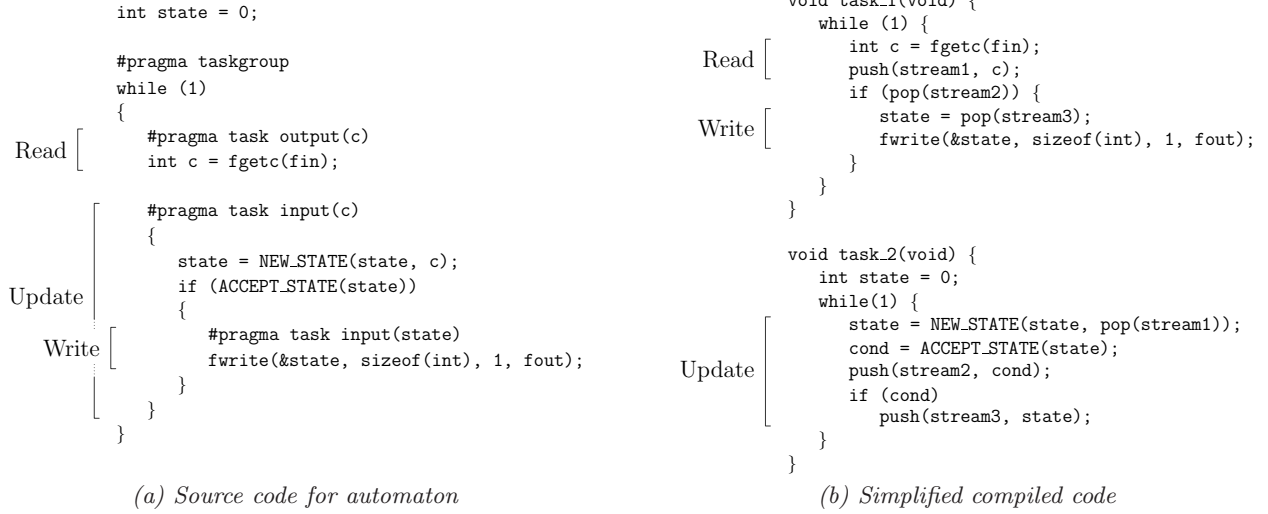 int state = 0;
#pragma taskgroup
while (1)
{
Read
#pragma task output(c)
int c = fgetc(fin);
#pragma task input(c)
{
state = NEW_STATE(state, c);
Update
if (ACCEPT_STATE(state))
{
#pragma task input(state)
Write
fwrite(&state, sizeof(int), 1, fout);
}
}
}
(a) Source code for automaton
void task_1(void) {
while (1) {
int c = fgetc(fin);
Read
push(stream1, c);
if (pop(stream2)) {
state = pop(stream3);
Write
fwrite(&state, sizeof(int), 1, fout);
}
}
}
void task_2(void) {
int state = 0;
while(1) {
state = NEW_STATE(state, pop(stream1));
cond = ACCEPT_STATE(state);
Update
push(stream2, cond);
if (cond)
push(stream3, state);
}
}
(b) Simplified compiled code